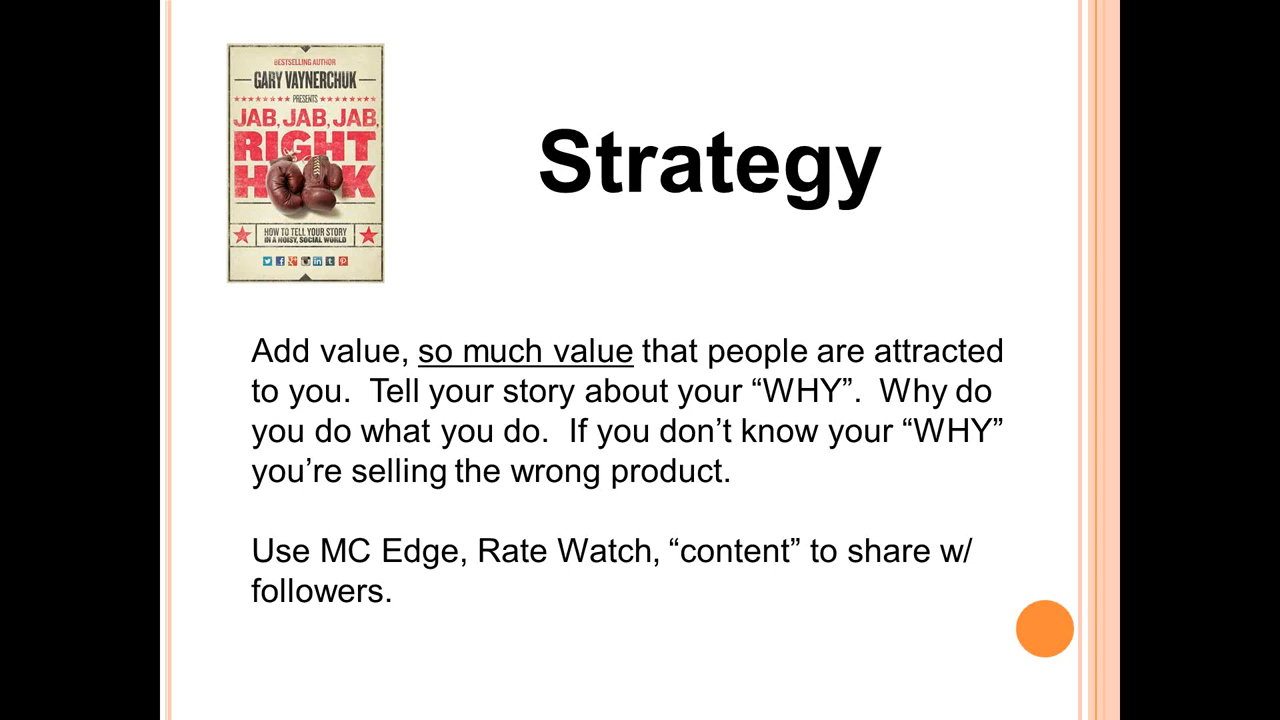 BESTSELLING AUTHOR
GARY VAYNERCHUK
PRESENTS
JAB, JAB, JAB,
RIGHT
HOOK
HOW TO TELL YOUR STORY
IN A NOISY, SOCIAL WORLD
Strategy
Add value, so much value that people are attracted
to you.  Tell your story about your “WHY”.  Why do
you do what you do.  If you don’t know your “WHY”
you’re selling the wrong product.
Use MC Edge, Rate Watch, “content” to share w/
followers.